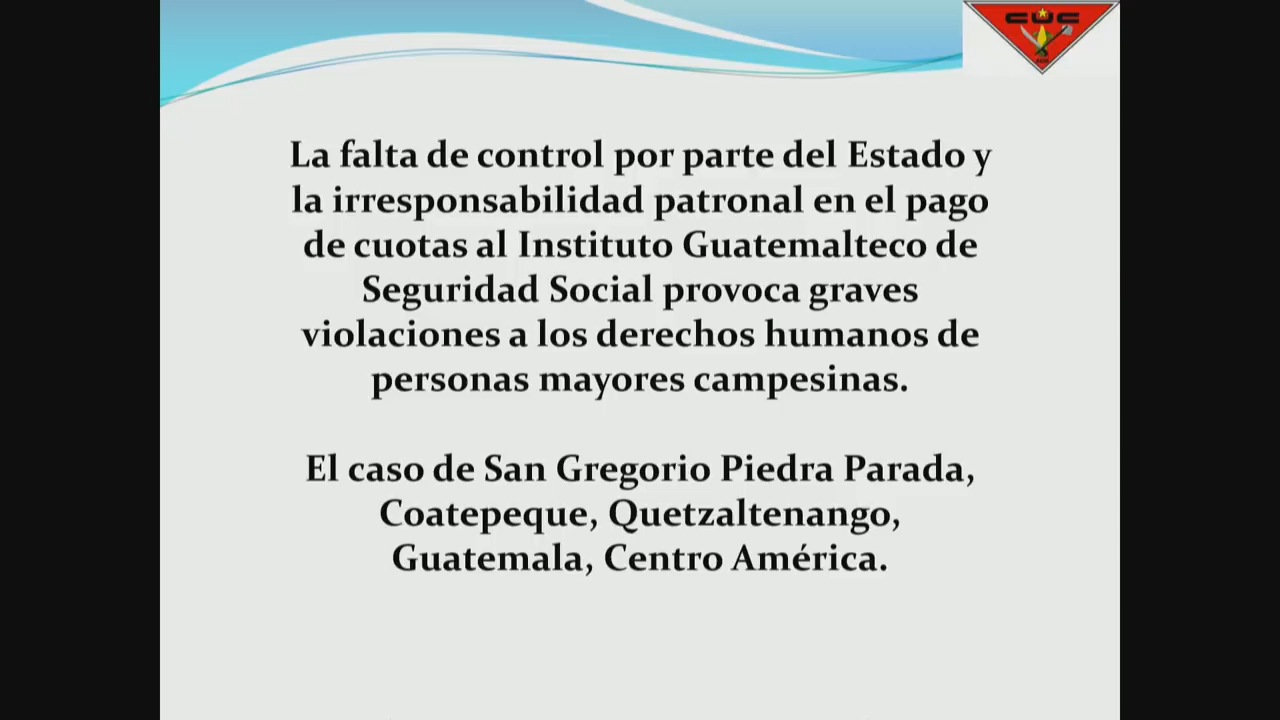 CUC
La falta de control por parte del Estado y
la irresponsabilidad patronal en el pago
de cuotas al Instituto Guatemalteco de
Seguridad Social provoca graves
violaciones a los derechos humanos de
personas mayores campesinas.
El caso de San Gregorio Piedra Parada,
Coatepeque, Quetzaltenango,
Guatemala, Centro América.